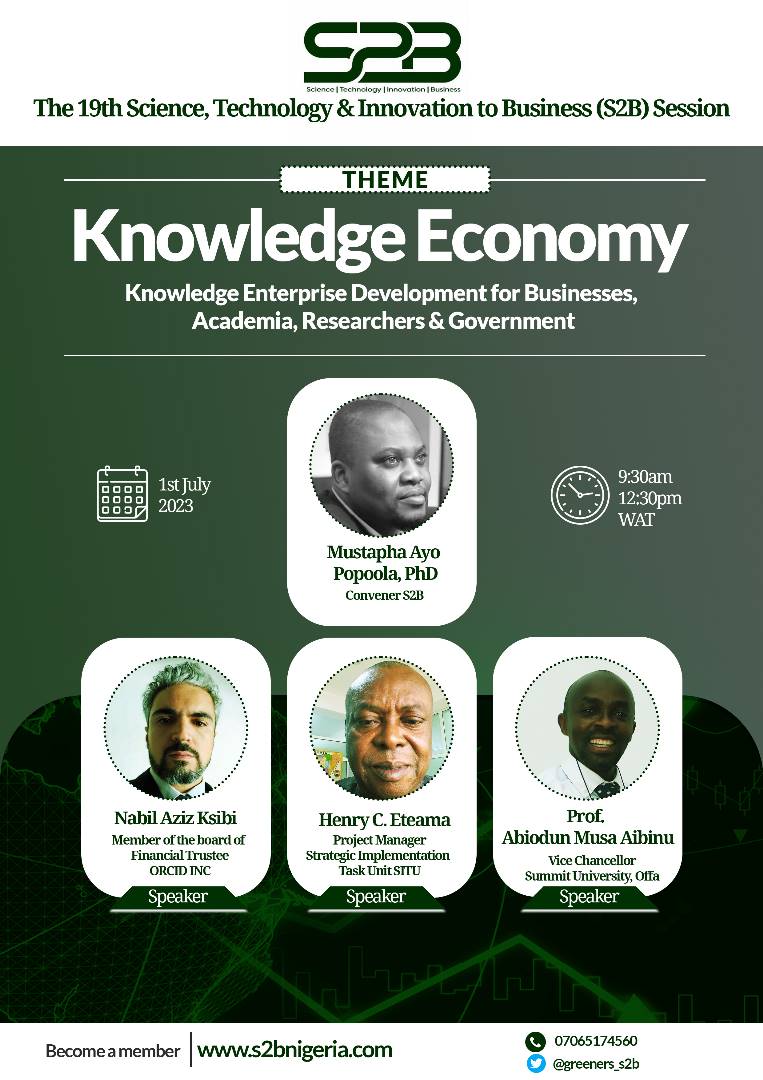 S2B
Science | Technology | Innovation | Business
The 19th Science, Technology & Innovation to Business (S2B) Session
THEME
Knowledge Economy
Knowledge Enterprise Development for Businesses,
Academia, Researchers & Government
1st July
2023
9:30am
12:30pm
WAT
Mustapha Ayo
Popoola, PhD
Convener S2B
Nabil Aziz Ksibi
Member of the board of
Financial Trustee
ORCID INC
Speaker
Henry C. Eteama
Project Manager
Strategic Implementation
Task Unit SITU
Speaker
Prof.
Abiodun Musa Aibinu
Vice Chancellor
Summit University, Offa
Speaker
Become a member
www.s2bnigeria.com
07065174560
@greeners_s2b